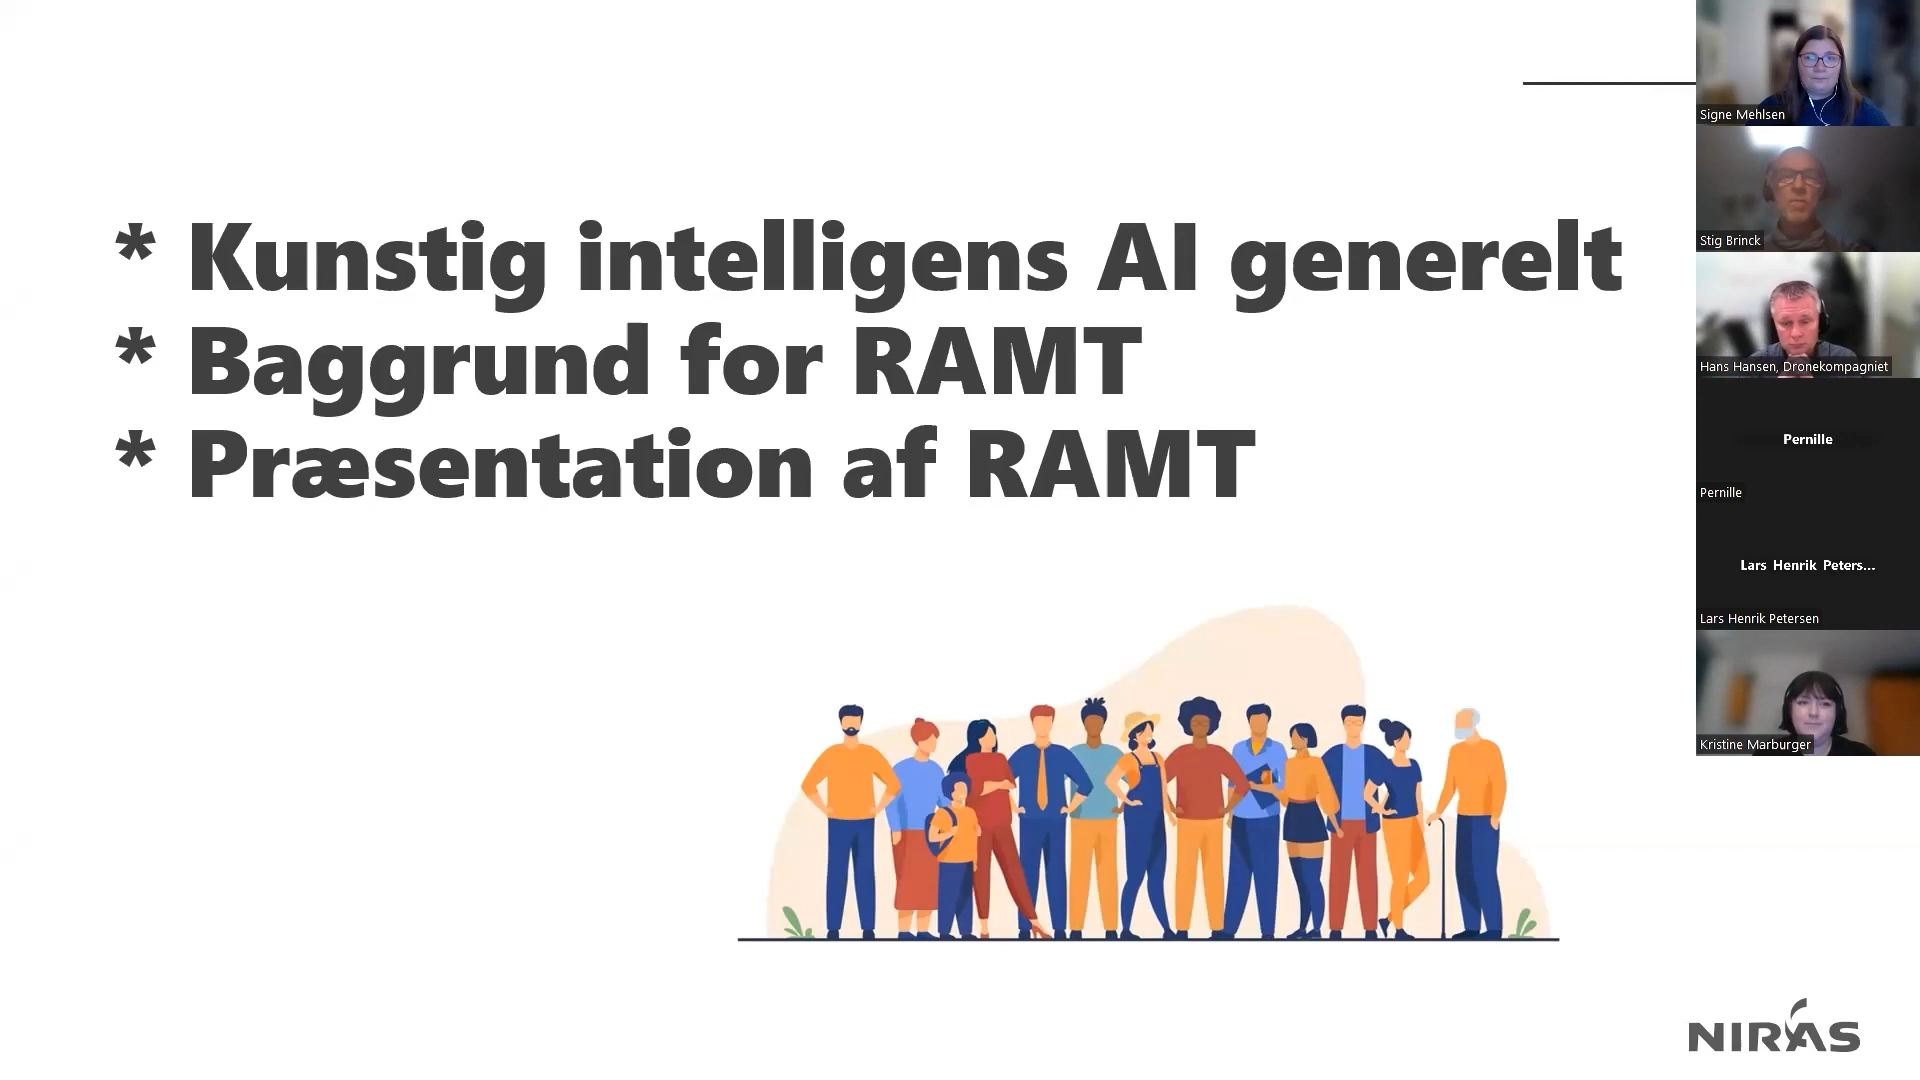 * Kunstig intelligens AI generelt
* Baggrund for RAMT
* Præsentation af RAMT
NIRAS
Signe Mehlsen
Stig Brinck
Hans Hansen, Dronekompagniet
Pernille
Pernille
Lars Henrik Peters...
Lars Henrik Petersen
Kristine Marburger